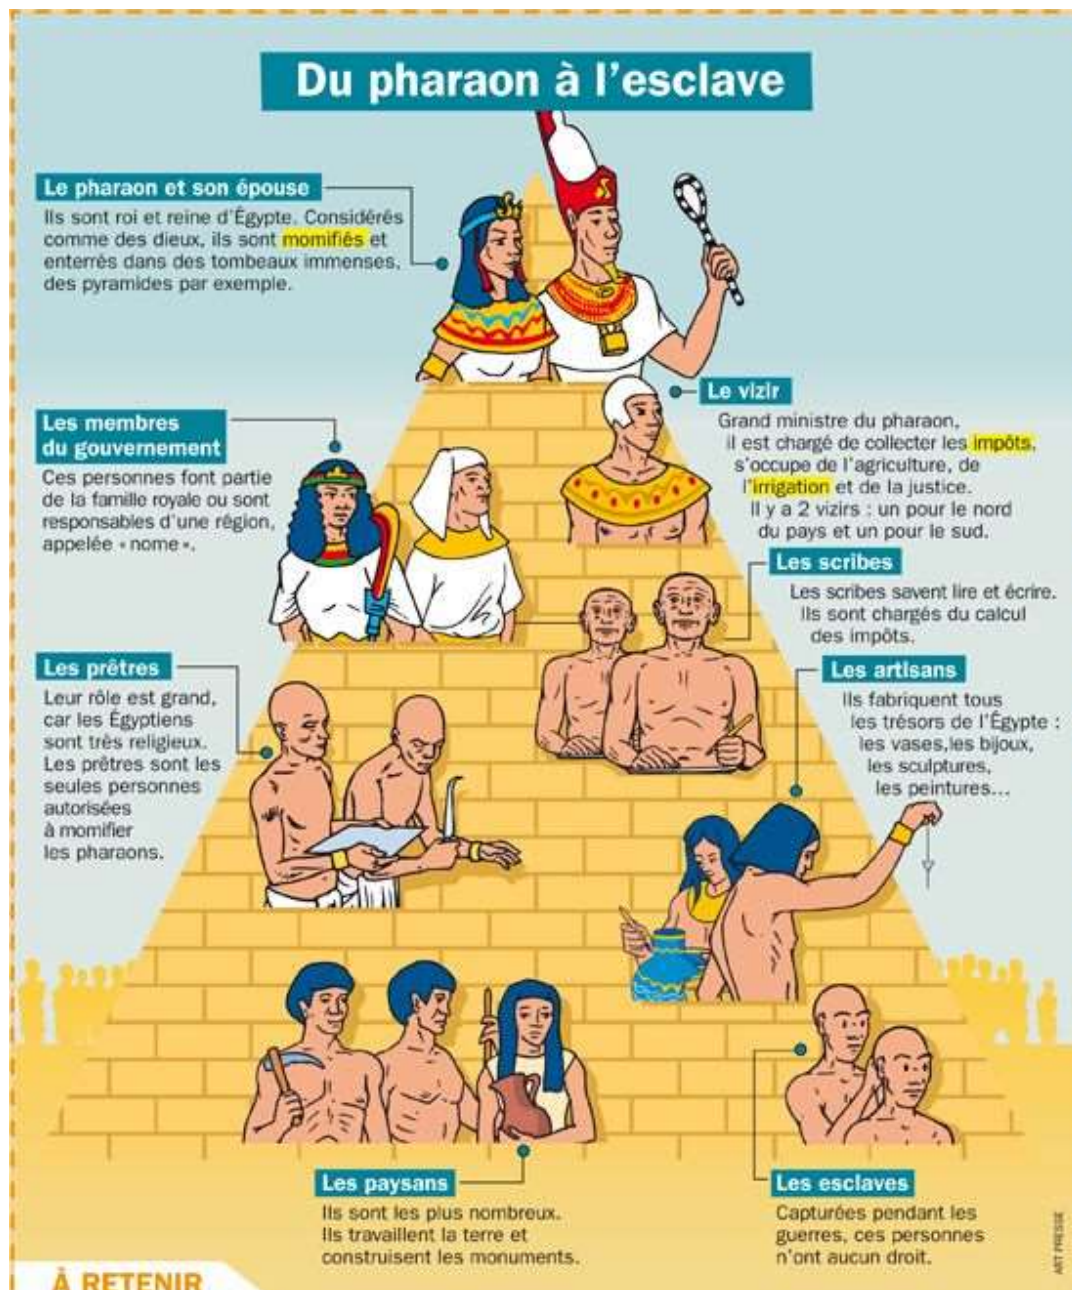 Du pharaon à l'esclave
Le pharaon et son épouse
Ils sont roi et reine d'Égypte. Considérés
comme des dieux, ils sont momifiés et
enterrés dans des tombeaux immenses,
des pyramides par exemple.
Le vizir
Grand ministre du pharaon,
il est chargé de collecter les impôts,
s'occupe de l'agriculture, de
l'irrigation et de la justice.
Il y a 2 vizirs : un pour le nord
du pays et un pour le sud.
Les membres
du gouvernement
Ces personnes font partie
de la famille royale ou sont
responsables d'une région,
appelée « nome ».
Les scribes
Les scribes savent lire et écrire.
Ils sont chargés du calcul
des impôts.
Les prêtres
Leur rôle est grand,
car les Égyptiens
sont très religieux.
Les prêtres sont les
seules personnes
autorisées
à momifier
les pharaons.
Les artisans
Ils fabriquent tous
les trésors de l'Égypte :
les vases,les bijoux,
les sculptures,
les peintures...
Les paysans
Ils sont les plus nombreux.
Ils travaillent la terre et
construisent les monuments.
Les esclaves
Capturées pendant les
guerres, ces personnes
n'ont aucun droit.
ART PRESSE
À RETENIR